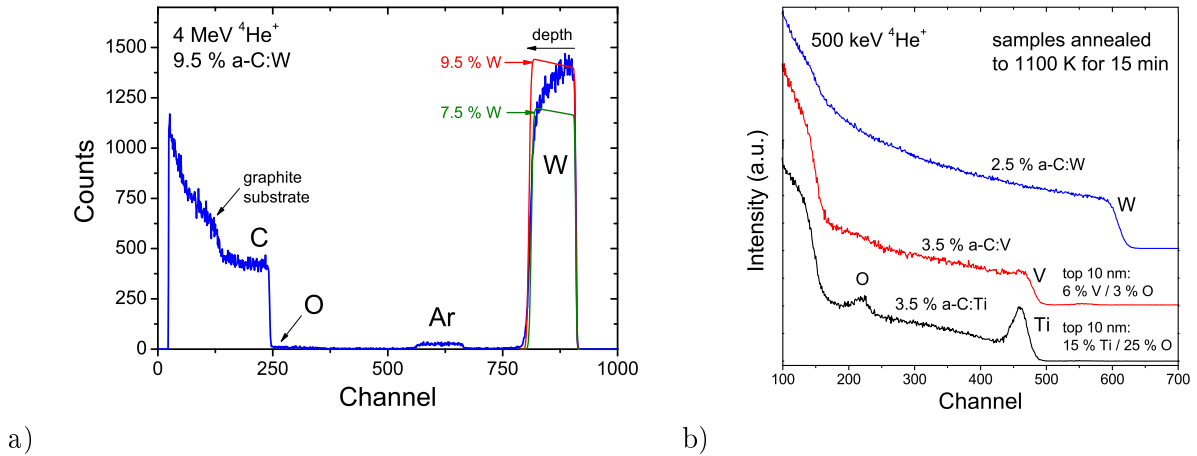 4 MeV ⁴He⁺
9.5 % a-C:W
depth
9.5 % W
7.5 % W
W
graphite
substrate
C
O
Ar
Counts
0
250
500
750
1000
1250
1500
0
250
500
750
1000
Channel
a)
500 keV ⁴He⁺
samples annealed
to 1100 K for 15 min
2.5 % a-C:W
W
3.5 % a-C:V
V
top 10 nm:
6 % V / 3 % O
O
3.5 % a-C:Ti
Ti
top 10 nm:
15 % Ti / 25 % O
Intensity (a.u.)
100
200
300
400
500
600
700
Channel
b)